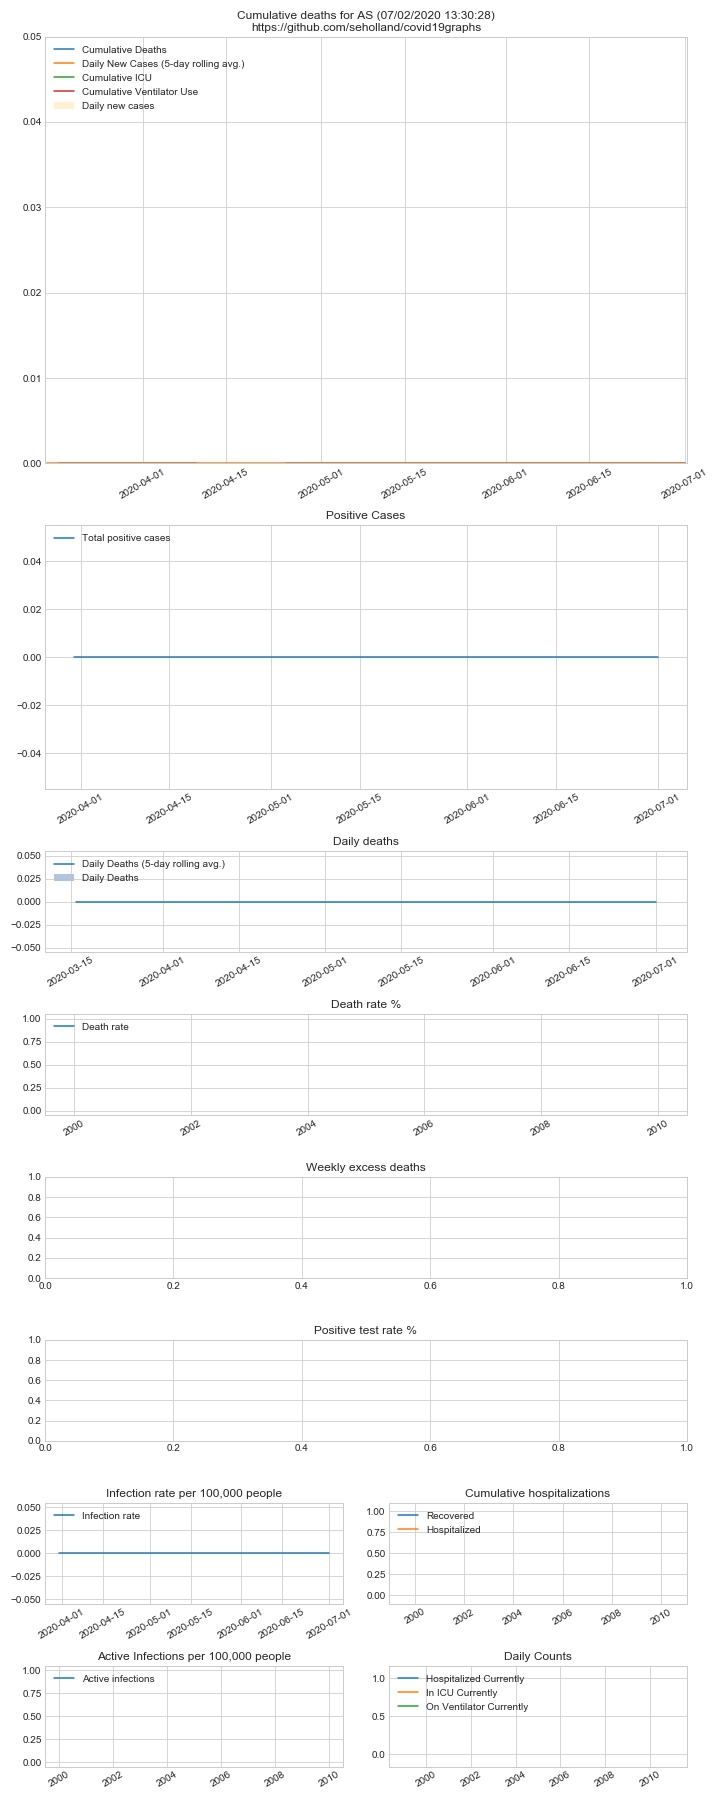 Cumulative deaths for AS (07/02/2020 13:30:28)
https://github.com/seholland/covid19graphs
Cumulative Deaths
Daily New Cases (5-day rolling avg.)
Cumulative ICU
Cumulative Ventilator Use
Daily new cases
0.05
0.04
0.03
0.02
0.01
0.00
2020-04-01 2020-04-15 2020-05-01 2020-05-15 2020-06-01 2020-06-15 2020-07-01
Positive Cases
Total positive cases
0.04
0.02
0.00
−0.02
−0.04
2020-04-01 2020-04-15 2020-05-01 2020-05-15 2020-06-01 2020-06-15 2020-07-01
Daily deaths
Daily Deaths (5-day rolling avg.)
Daily Deaths
0.050
0.025
0.000
−0.025
−0.050
2020-03-15 2020-04-01 2020-04-15 2020-05-01 2020-05-15 2020-06-01 2020-06-15 2020-07-01
Death rate %
Death rate
1.00
0.75
0.50
0.25
0.00
2000 2002 2004 2006 2008 2010
Weekly excess deaths
1.0
0.8
0.6
0.4
0.2
0.0
0.0 0.2 0.4 0.6 0.8 1.0
Positive test rate %
1.0
0.8
0.6
0.4
0.2
0.0
0.0 0.2 0.4 0.6 0.8 1.0
Infection rate per 100,000 people
Infection rate
0.050
0.025
0.000
−0.025
−0.050
2020-04-01 2020-04-15 2020-05-01 2020-05-15 2020-06-01 2020-06-15 2020-07-01
Cumulative hospitalizations
Recovered
Hospitalized
1.00
0.75
0.50
0.25
0.00
2000 2002 2004 2006 2008 2010
Active Infections per 100,000 people
Active infections
1.00
0.75
0.50
0.25
0.00
2000 2002 2004 2006 2008 2010
Daily Counts
Hospitalized Currently
In ICU Currently
On Ventilator Currently
1.0
0.5
0.0
2000 2002 2004 2006 2008 2010